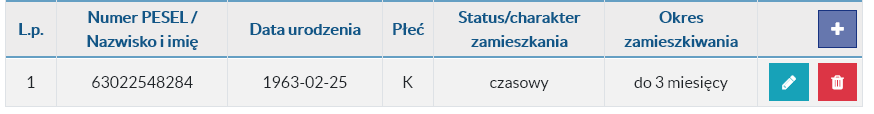 L.p.
Numer PESEL /
Nazwisko i imię
Data urodzenia
Płeć
Status/charakter
zamieszkania
Okres
zamieszkiwania
1
63022548284
1963-02-25
K
czasowy
do 3 miesięcy